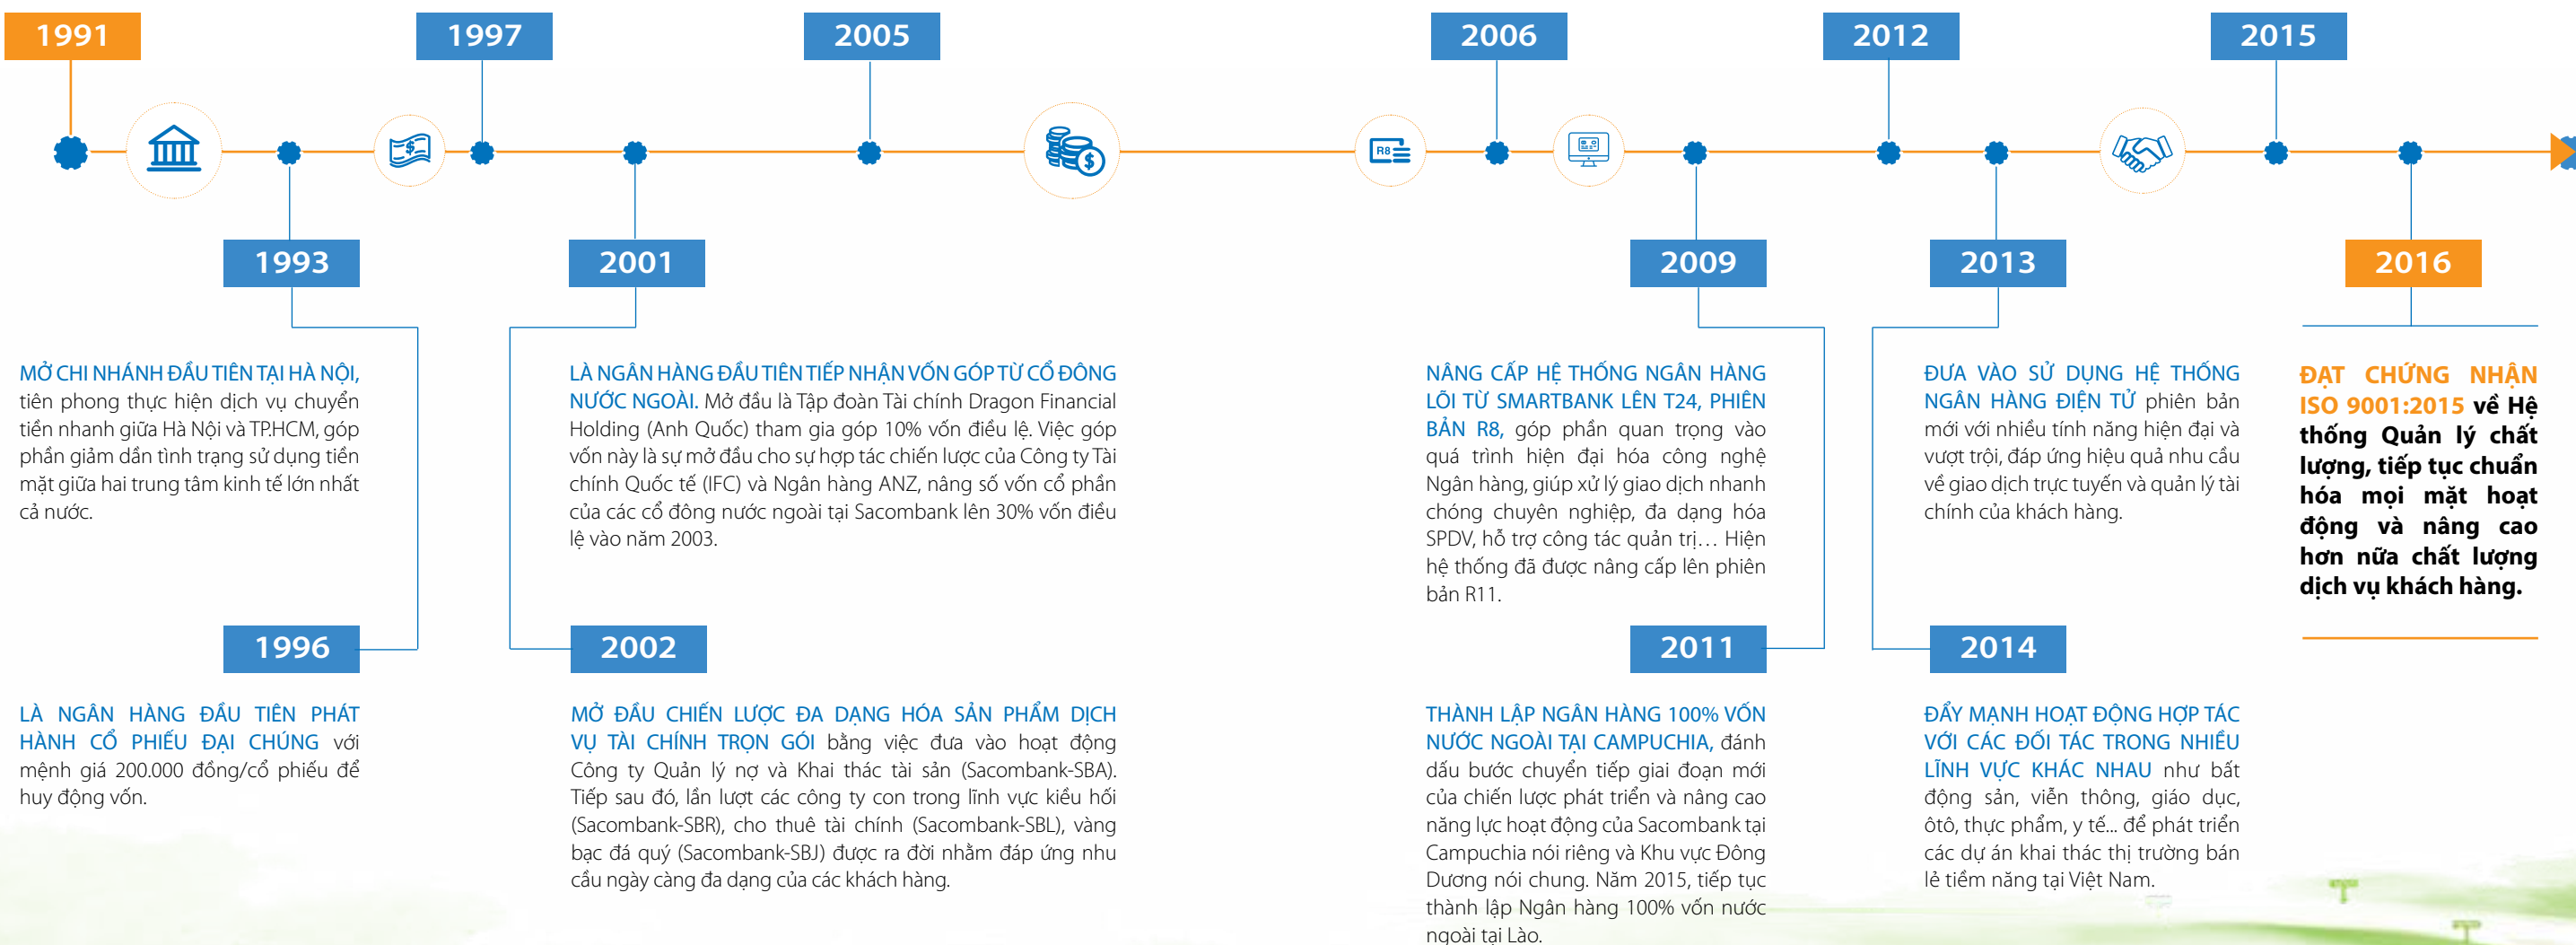 1991
1997
2005
2006
2012
2015
R8
1993
2001
2009
2013
2016
MỞ CHI NHÁNH ĐẦU TIÊN TẠI HÀ NỘI,
tiên phong thực hiện dịch vụ chuyển
tiền nhanh giữa Hà Nội và TP.HCM, góp
phần giảm dần tình trạng sử dụng tiền
mặt giữa hai trung tâm kinh tế lớn nhất
cả nước.
LÀ NGÂN HÀNG ĐẦU TIÊN TIẾP NHẬN VỐN GÓP TỪ CỔ ĐÔNG
NƯỚC NGOÀI. Mở đầu là Tập đoàn Tài chính Dragon Financial
Holding (Anh Quốc) tham gia góp 10% vốn điều lệ. Việc góp
vốn này là sự mở đầu cho sự hợp tác chiến lược của Công ty Tài
chính Quốc tế (IFC) và Ngân hàng ANZ, nâng số vốn cổ phần
của các cổ đông nước ngoài tại Sacombank lên 30% vốn điều
lệ vào năm 2003.
NÂNG CẤP HỆ THỐNG NGÂN HÀNG
LÕI TỪ SMARTBANK LÊN T24, PHIÊN
BẢN R8, góp phần quan trọng vào
quá trình hiện đại hóa công nghệ
Ngân hàng, giúp xử lý giao dịch nhanh
chóng chuyên nghiệp, đa dạng hóa
SPDV, hỗ trợ công tác quản trị… Hiện
hệ thống đã được nâng cấp lên phiên
bản R11.
ĐƯA VÀO SỬ DỤNG HỆ THỐNG
NGÂN HÀNG ĐIỆN TỬ phiên bản
mới với nhiều tính năng hiện đại và
vượt trội, đáp ứng hiệu quả nhu cầu
về giao dịch trực tuyến và quản lý tài
chính của khách hàng.
ĐẠT CHỨNG NHẬN
ISO 9001:2015 về Hệ
thống Quản lý chất
lượng, tiếp tục chuẩn
hóa mọi mặt hoạt
động và nâng cao
hơn nữa chất lượng
dịch vụ khách hàng.
1996
2002
2011
2014
LÀ NGÂN HÀNG ĐẦU TIÊN PHÁT
HÀNH CỔ PHIẾU ĐẠI CHÚNG với
mệnh giá 200.000 đồng/cổ phiếu để
huy động vốn.
MỞ ĐẦU CHIẾN LƯỢC ĐA DẠNG HÓA SẢN PHẨM DỊCH
VỤ TÀI CHÍNH TRỌN GÓI bằng việc đưa vào hoạt động
Công ty Quản lý nợ và Khai thác tài sản (Sacombank-SBA).
Tiếp sau đó, lần lượt các công ty con trong lĩnh vực kiều hối
(Sacombank-SBR), cho thuê tài chính (Sacombank-SBL), vàng
bạc đá quý (Sacombank-SBJ) được ra đời nhằm đáp ứng nhu
cầu ngày càng đa dạng của các khách hàng.
THÀNH LẬP NGÂN HÀNG 100% VỐN
NƯỚC NGOÀI TẠI CAMPUCHIA, đánh
dấu bước chuyển tiếp giai đoạn mới
của chiến lược phát triển và nâng cao
năng lực hoạt động của Sacombank tại
Campuchia nói riêng và Khu vực Đông
Dương nói chung. Năm 2015, tiếp tục
thành lập Ngân hàng 100% vốn nước
ngoài tại Lào.
ĐẨY MẠNH HOẠT ĐỘNG HỢP TÁC
VỚI CÁC ĐỐI TÁC TRONG NHIỀU
LĨNH VỰC KHÁC NHAU như bất
động sản, viễn thông, giáo dục,
ôtô, thực phẩm, y tế... để phát triển
các dự án khai thác thị trường bán
lẻ tiềm năng tại Việt Nam.